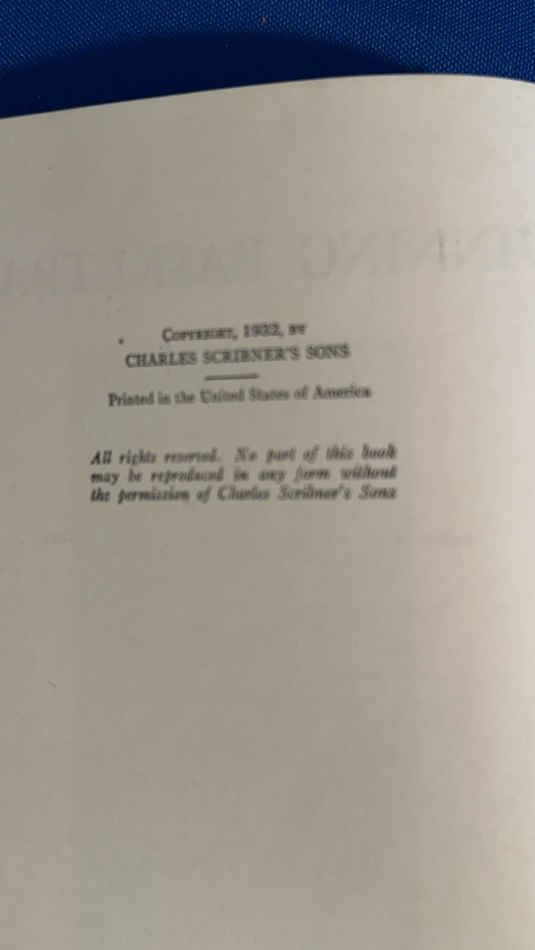 COPYRIGHT, 1932, BY
CHARLES SCRIBNER'S SONS
Printed in the United States of America
All rights reserved. No part of this book
may be reproduced in any form without
the permission of Charles Scribner's Sons